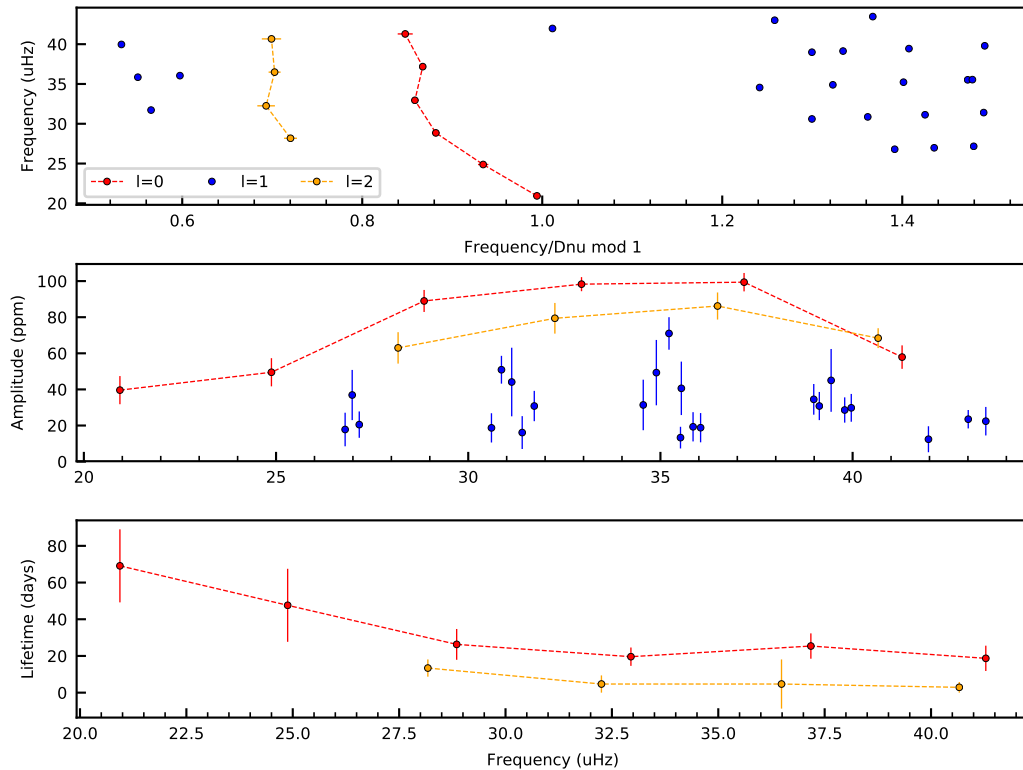 Frequency (uHz)
40
35
30
25
20
l=0 l=1 l=2
0.6 0.8 1.0 1.2 1.4
Frequency/Dnu mod 1
Amplitude (ppm)
100
80
60
40
20
0
20 25 30 35 40
Lifetime (days)
80
60
40
20
0
20.0 22.5 25.0 27.5 30.0 32.5 35.0 37.5 40.0
Frequency (uHz)